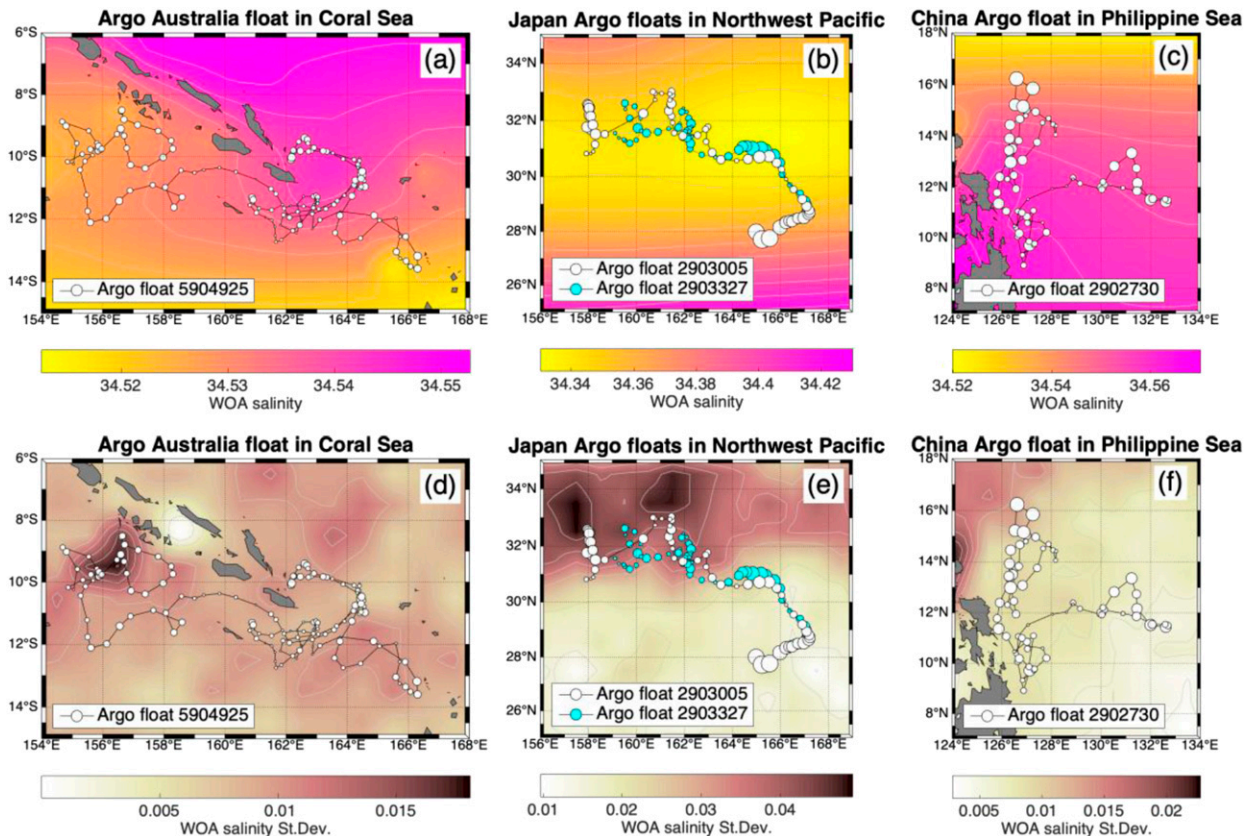 Argo Australia float in Coral Sea
6°S
8°S
10°S
12°S
14°S
(a)
Argo float 5904925
154°E 156°E 158°E 160°E 162°E 164°E 166°E 168°E
34.52 34.53 34.54 34.55
WOA salinity
Japan Argo floats in Northwest Pacific
34°N
32°N
30°N
28°N
26°N
(b)
Argo float 2903005
Argo float 2903327
156°E 158°E 160°E 162°E 164°E 166°E 168°E
34.34 34.36 34.38 34.4 34.42
WOA salinity
China Argo float in Philippine Sea
18°N
16°N
14°N
12°N
10°N
8°N
(c)
Argo float 2902730
124°E 126°E 128°E 130°E 132°E 134°E
34.52 34.54 34.56
WOA salinity
Argo Australia float in Coral Sea
6°S
8°S
10°S
12°S
14°S
(d)
Argo float 5904925
154°E 156°E 158°E 160°E 162°E 164°E 166°E 168°E
0.005 0.01 0.015
WOA salinity St.Dev.
Japan Argo floats in Northwest Pacific
34°N
32°N
30°N
28°N
26°N
(e)
Argo float 2903005
Argo float 2903327
156°E 158°E 160°E 162°E 164°E 166°E 168°E
0.01 0.02 0.03 0.04
WOA salinity St.Dev.
China Argo float in Philippine Sea
18°N
16°N
14°N
12°N
10°N
8°N
(f)
Argo float 2902730
124°E 126°E 128°E 130°E 132°E 134°E
0.005 0.01 0.015 0.02
WOA salinity St.Dev.